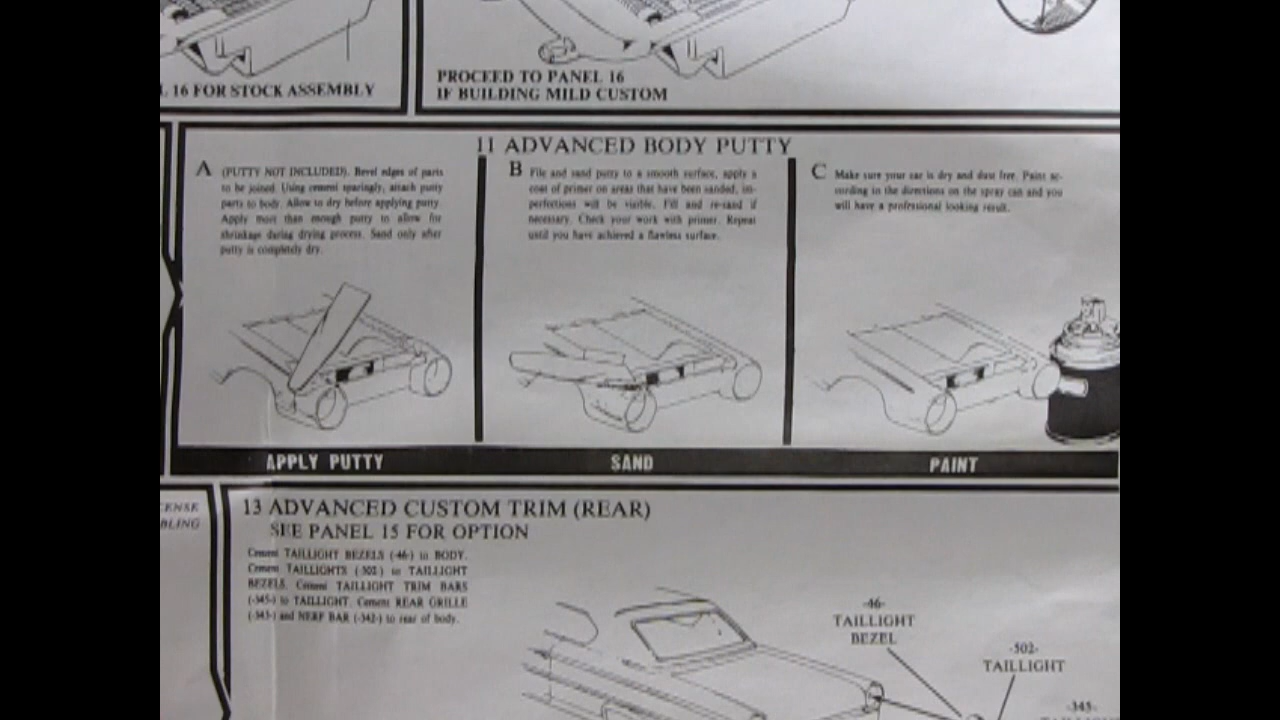 L 16 FOR STOCK ASSEMBLY
PROCEED TO PANEL 16
IF BUILDING MILD CUSTOM
11 ADVANCED BODY PUTTY
A (PUTTY NOT INCLUDED). Bevel edges of parts
to be joined. Using cement sparingly, attach putty
parts to body. Allow to dry before applying putty.
Apply more than enough putty to allow for
shrinkage during drying process. Sand only after
putty is completely dry.
B File and sand putty to a smooth surface, apply a
coat of primer on areas that have been sanded, im-
perfections will be visible. Fill and re-sand if
necessary. Check your work with primer. Repeat
until you have achieved a flawless surface.
C Make sure your car is dry and dust free. Paint ac-
cording to the directions on the spray can and you
will have a professional looking result.
APPLY PUTTY
SAND
PAINT
CENSE
BLING
13 ADVANCED CUSTOM TRIM (REAR)
SEE PANEL 15 FOR OPTION
Cement TAILLIGHT BEZELS (-46-) to BODY.
Cement TAILLIGHTS (-502-) to TAILLIGHT
BEZELS. Cement TAILLIGHT TRIM BARS
(-345-) to TAILLIGHT. Cement REAR GRILLE
(-343-) and NERF BAR (-342-) to rear of body.
-46-
TAILLIGHT
BEZEL
-502-
TAILLIGHT
-345-